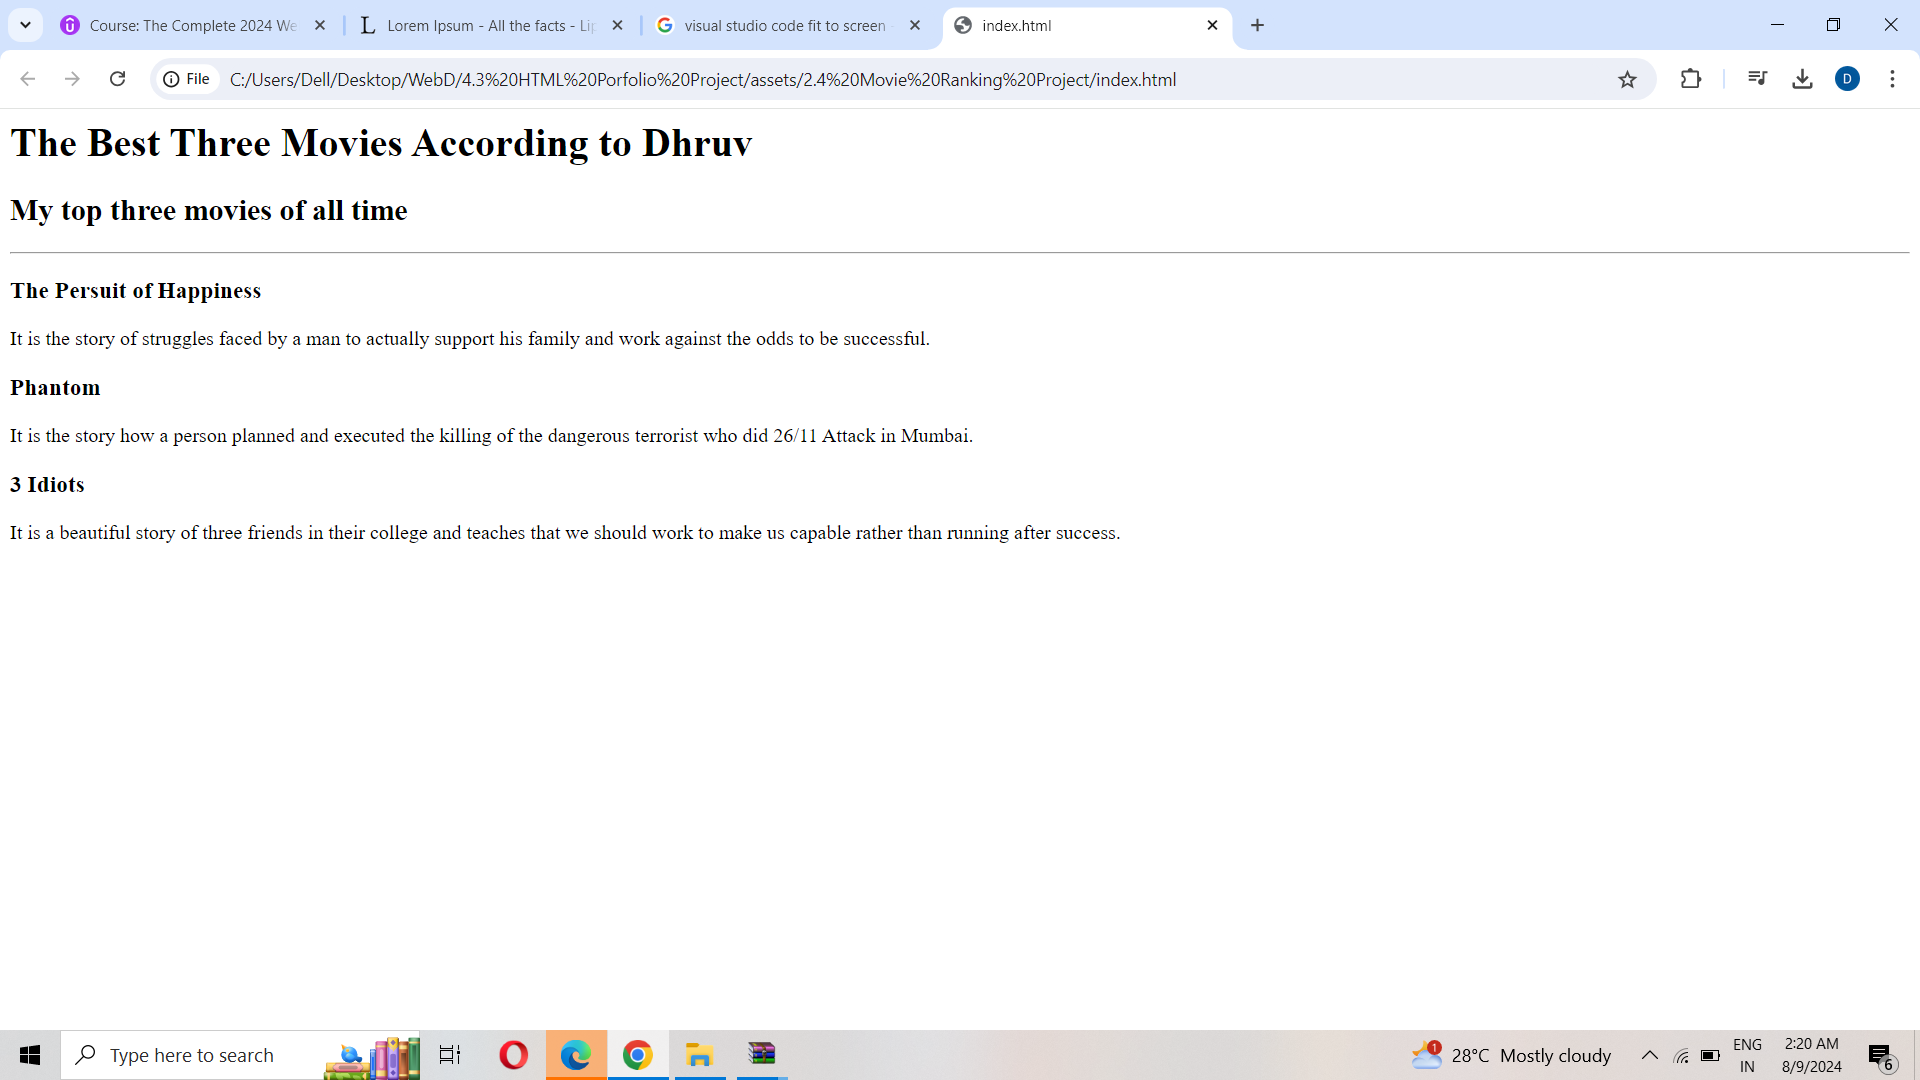 Course: The Complete 2024 We
Lorem Ipsum - All the facts - Lip
visual studio code fit to screen -
index.html
File
C:/Users/Dell/Desktop/WebD/4.3%20HTML%20Porfolio%20Project/assets/2.4%20Movie%20Ranking%20Project/index.html
D
The Best Three Movies According to Dhruv
My top three movies of all time
The Persuit of Happiness
It is the story of struggles faced by a man to actually support his family and work against the odds to be successful.
Phantom
It is the story how a person planned and executed the killing of the dangerous terrorist who did 26/11 Attack in Mumbai.
3 Idiots
It is a beautiful story of three friends in their college and teaches that we should work to make us capable rather than running after success.
Type here to search
1
28°C Mostly cloudy
ENG
IN
2:20 AM
8/9/2024
6